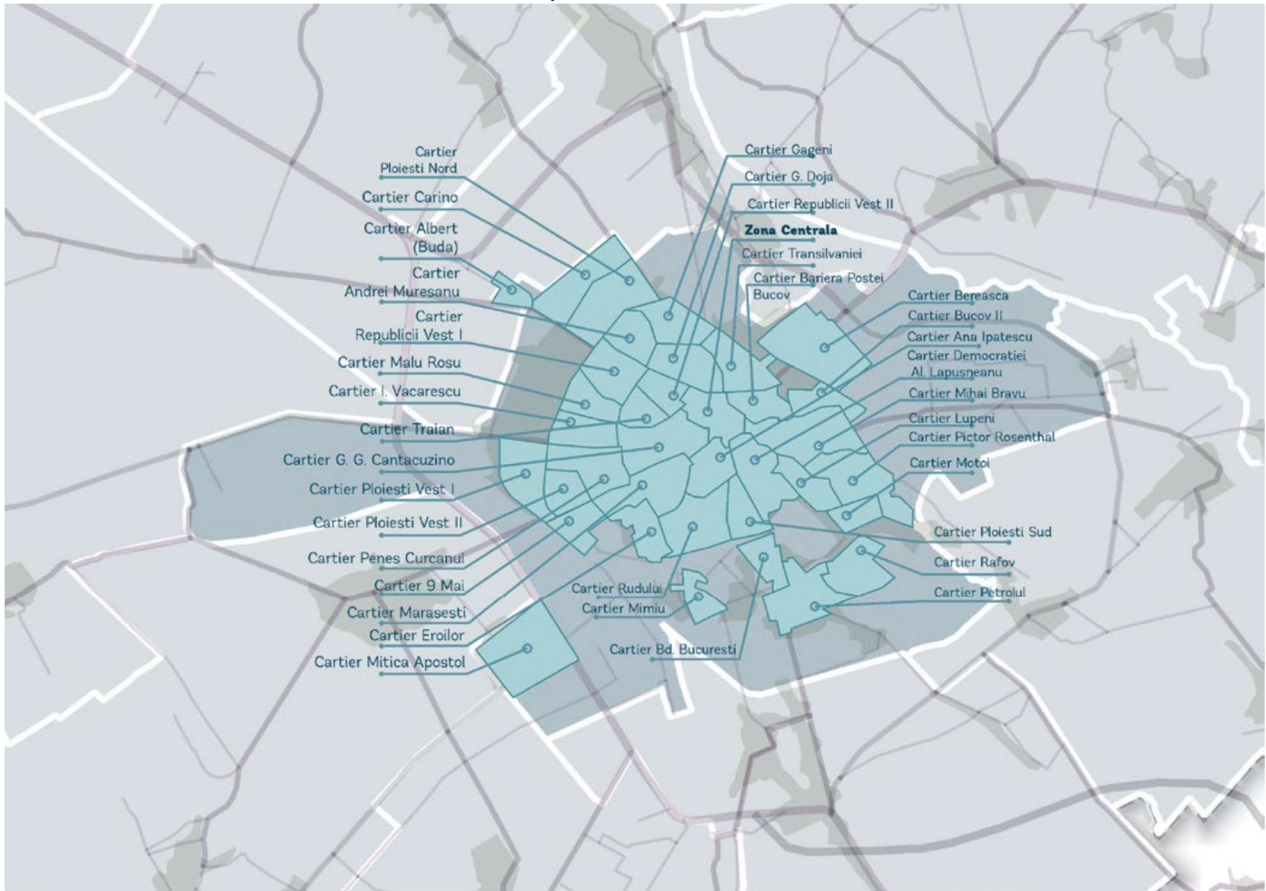 Cartier
Ploiesti Nord
Cartier Carino
Cartier Albert
(Buda)
Cartier
Andrei Muresanu
Cartier
Republicii Vest I
Cartier Malu Rosu
Cartier I. Vacarescu
Cartier Traian
Cartier G. G. Cantacuzino
Cartier Ploiesti Vest I
Cartier Ploiesti Vest II
Cartier Penes Curcanul
Cartier 9 Mai
Cartier Marasesti
Cartier Eroilor
Cartier Mitica Apostol
Cartier Gageni
Cartier G. Doja
Cartier Republicii Vest II
Zona Centrala
Cartier Transilvaniei
Cartier Bariera Postei
Bucov
Cartier Bereasca
Cartier Bucov II
Cartier Ana Ipatescu
Cartier Democratiei
Al. Lapusneanu
Cartier Mihai Bravu
Cartier Lupeni
Cartier Pictor Rosenthal
Cartier Motoi
Cartier Ploiesti Sud
Cartier Rafov
Cartier Petrolul
Cartier Rudului
Cartier Mimiu
Cartier Bd. Bucuresti